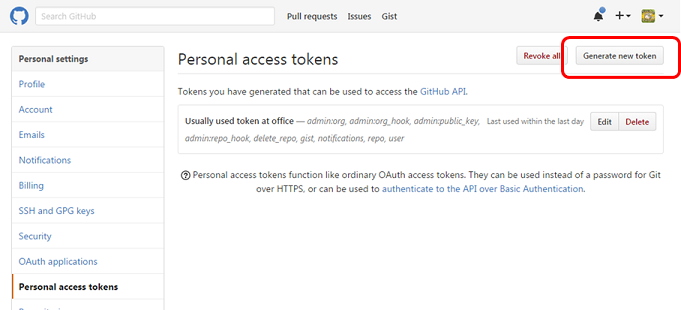 Search GitHub
Pull requests Issues Gist
Personal settings
Profile
Account
Emails
Notifications
Billing
SSH and GPG keys
Security
OAuth applications
Personal access tokens
Personal access tokens
Revoke all
Generate new token
Tokens you have generated that can be used to access the GitHub API.
Usually used token at office — admin:org, admin:org_hook, admin:public_key,
admin:repo_hook, delete_repo, gist, notifications, repo, user
Last used within the last day
Edit Delete
Personal access tokens function like ordinary OAuth access tokens. They can be used instead of a password for Git
over HTTPS, or can be used to authenticate to the API over Basic Authentication.